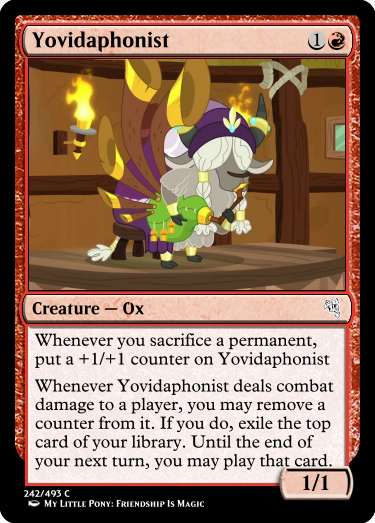 Yovidaphonist 1
Creature — Ox
Whenever you sacrifice a permanent,
put a +1/+1 counter on Yovidaphonist
Whenever Yovidaphonist deals combat
damage to a player, you may remove a
counter from it. If you do, exile the top
card of your library. Until the end of
your next turn, you may play that card.
1/1
242/493 C
My Little Pony: Friendship Is Magic